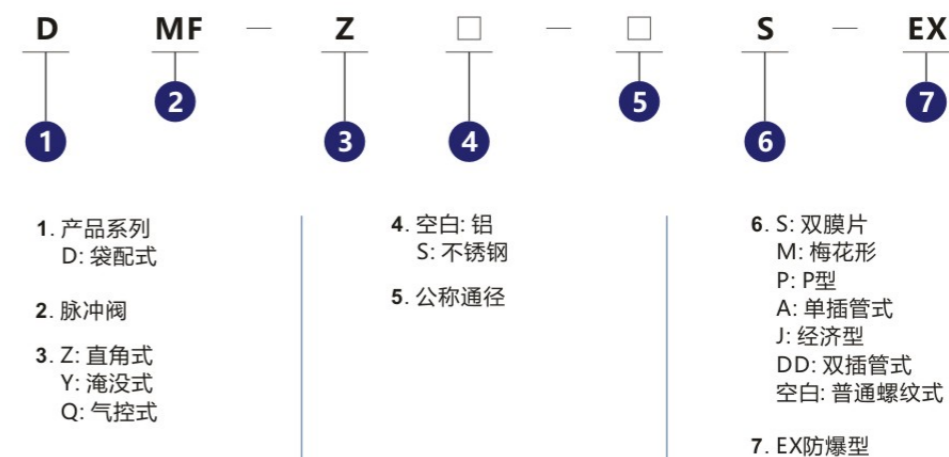 D MF — Z □ — □ S — EX
1 2 3 4 5 6 7
1. 产品系列
D: 袋配式
2. 脉冲阀
3. Z: 直角式
Y: 淹没式
Q: 气控式
4. 空白: 铝
S: 不锈钢
5. 公称通径
6. S: 双膜片
M: 梅花形
P: P型
A: 单插管式
J: 经济型
DD: 双插管式
空白: 普通螺纹式
7. EX防爆型